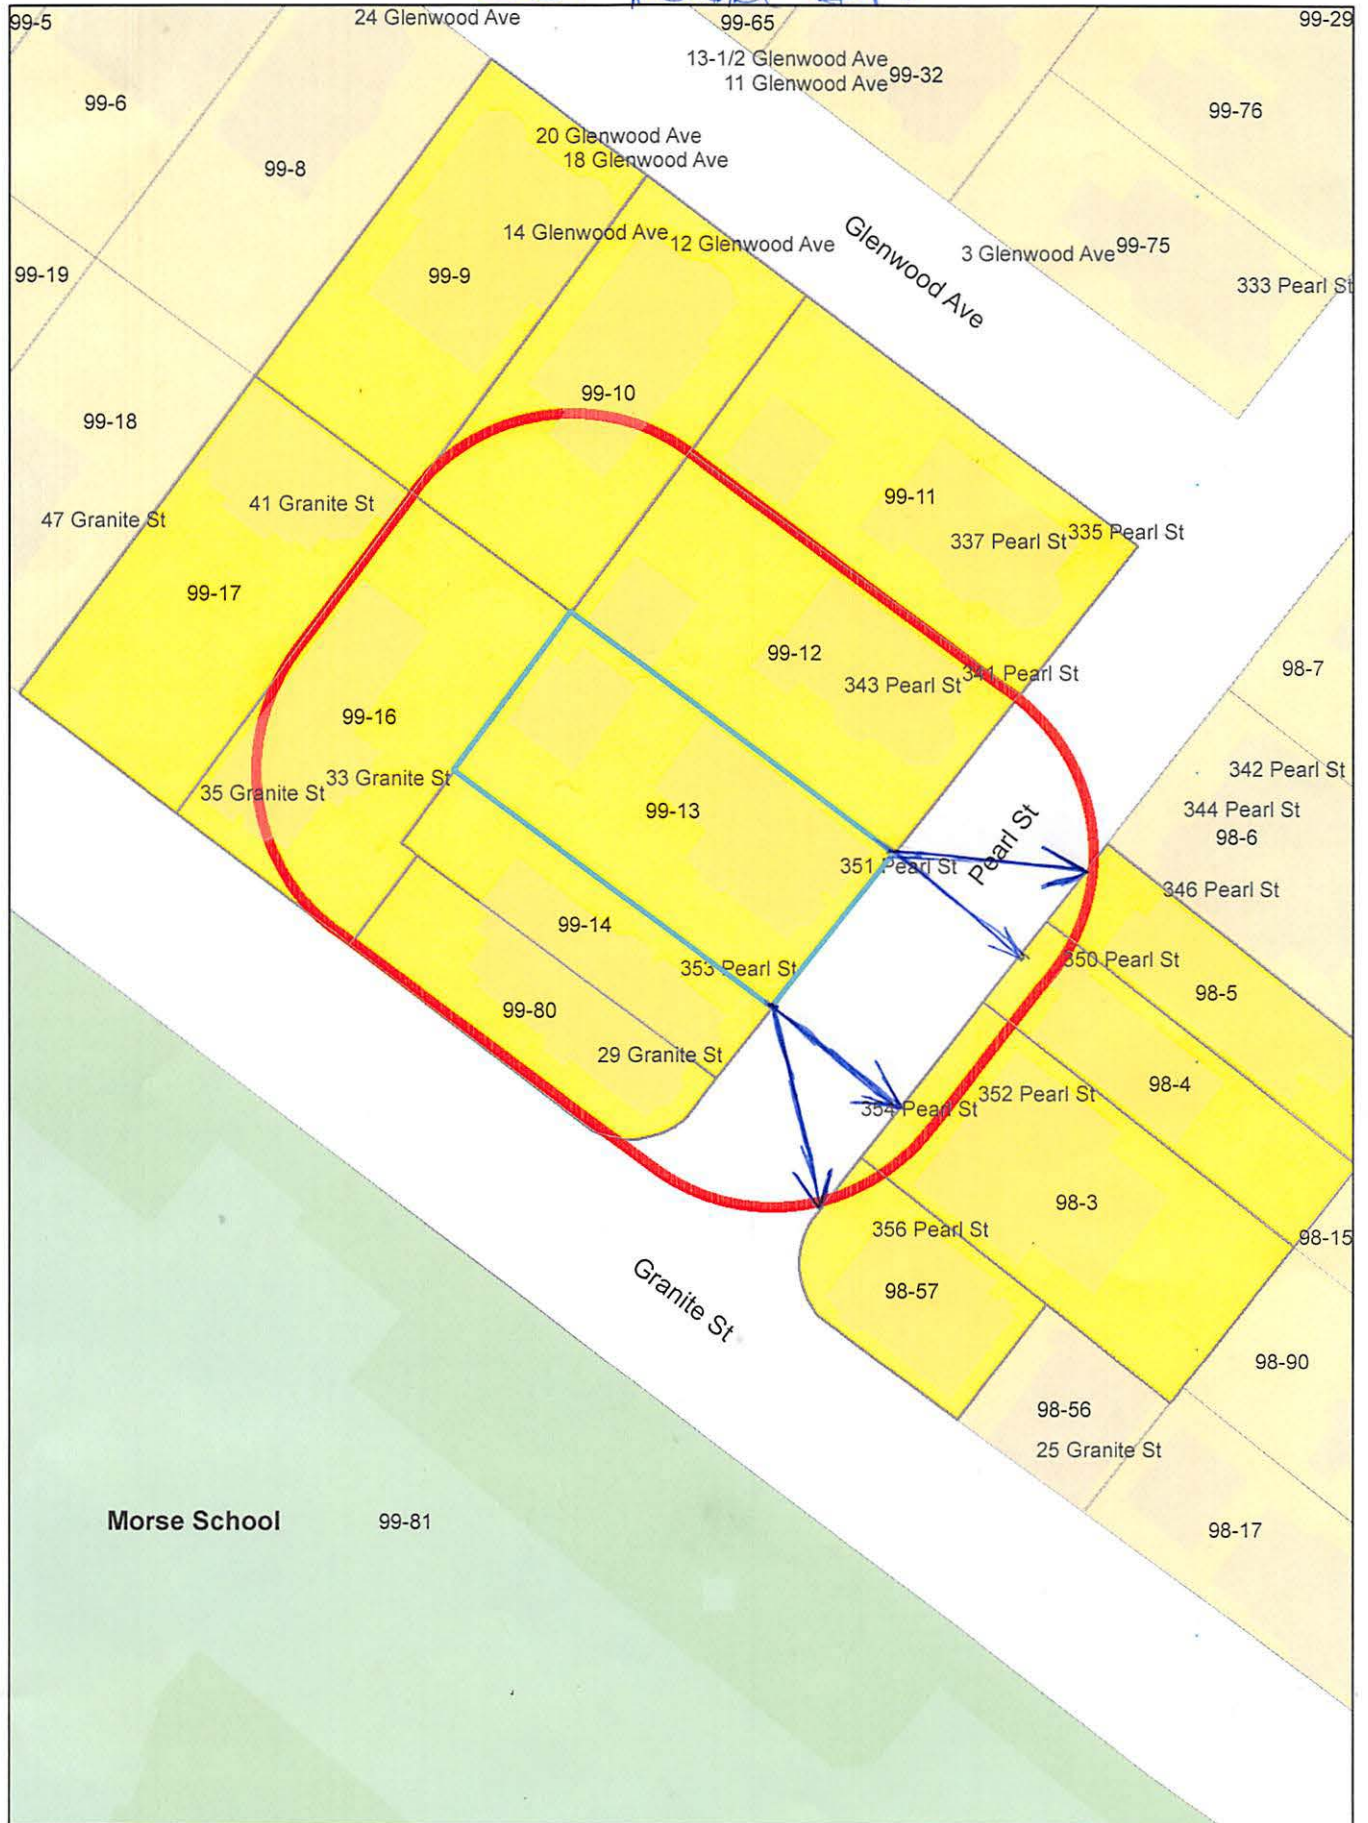 99-5
24 Glenwood Ave
99-65
99-29
13-1/2 Glenwood Ave
11 Glenwood Ave
99-32
99-6
99-76
20 Glenwood Ave
18 Glenwood Ave
99-8
14 Glenwood Ave
12 Glenwood Ave
Glenwood Ave
3 Glenwood Ave
99-75
99-19
99-9
333 Pearl St
99-10
99-18
41 Granite St
47 Granite St
99-11
337 Pearl St
335 Pearl St
99-17
99-12
343 Pearl St
341 Pearl St
98-7
99-16
33 Granite St
35 Granite St
342 Pearl St
344 Pearl St
98-6
99-13
Pearl St
351 Pearl St
346 Pearl St
99-14
353 Pearl St
350 Pearl St
98-5
99-80
29 Granite St
98-4
352 Pearl St
354 Pearl St
98-3
356 Pearl St
98-15
98-57
Granite St
98-90
98-56
25 Granite St
Morse School
99-81
98-17